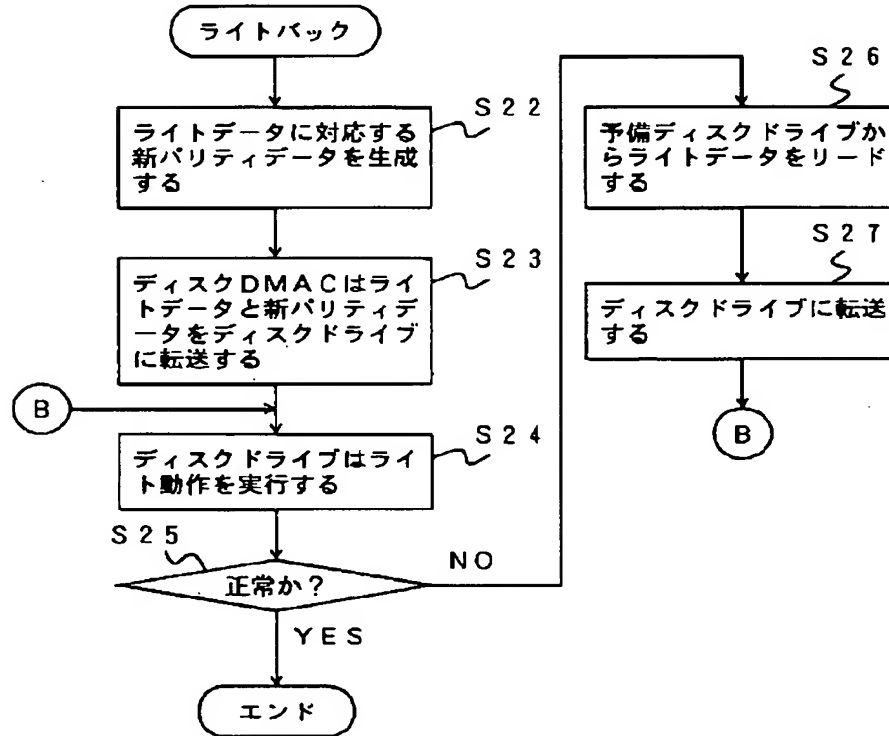 ライトバック
S22
ライトデータに対応する
新パリティデータを生成
する
S23
ディスクDMACはライ
トデータと新パリティデ
ータをディスクドライブ
に転送する
B
S24
ディスクドライブはライ
ト動作を実行する
S25
正常か?
NO
YES
エンド
S26
予備ディスクドライブか
らライトデータをリード
する
S27
ディスクドライブに転送
する
B